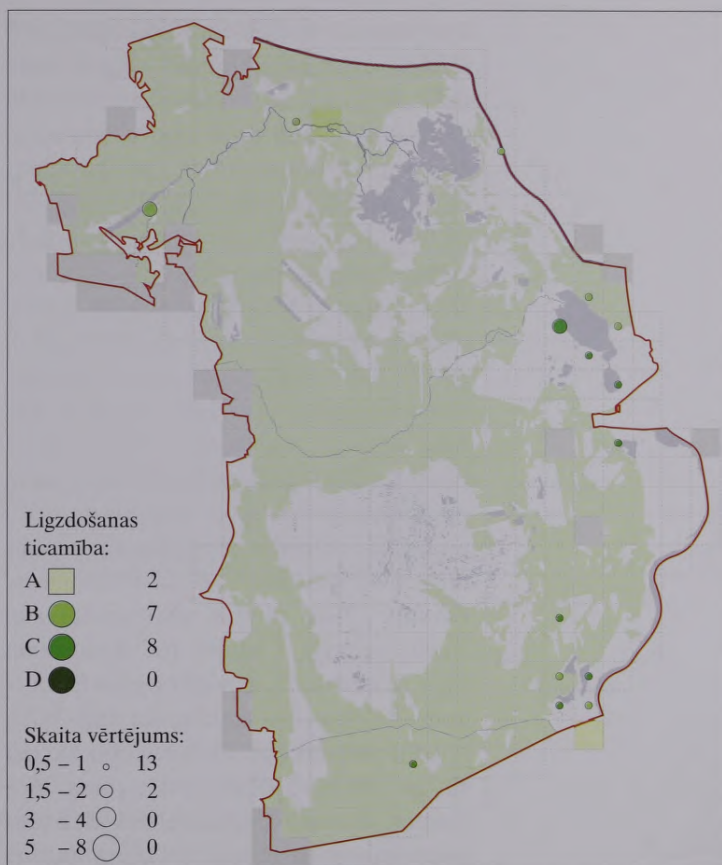 Ligzdošanas
ticamība:
A 2
B 7
C 8
D 0
Skaita vērtējums:
0,5 – 1 13
1,5 – 2 2
3 – 4 0
5 – 8 0